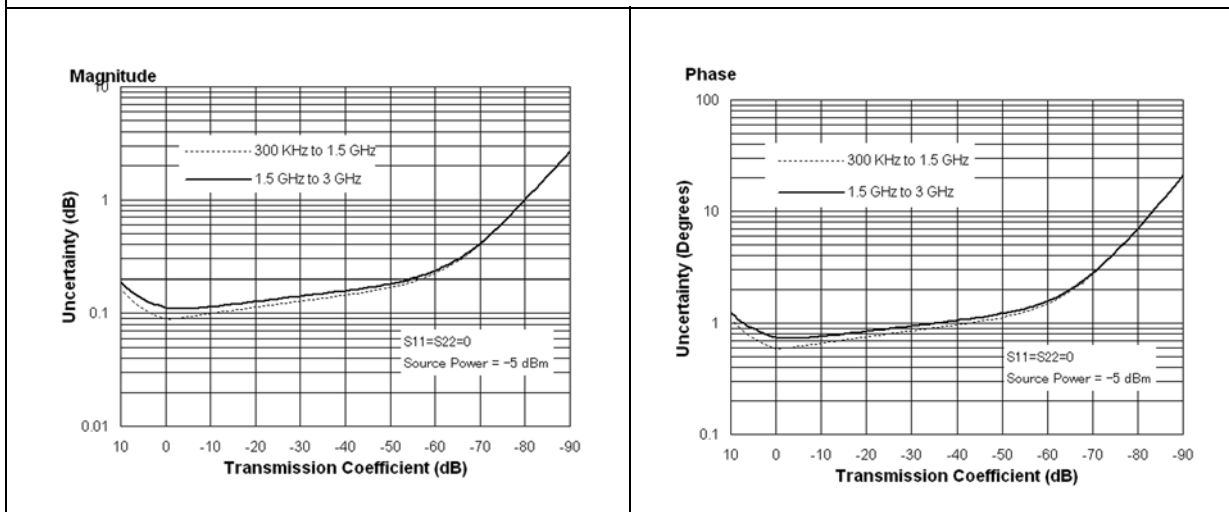 Magnitude
10
1
0.1
0.01
Uncertainty (dB)
300 KHz to 1.5 GHz
1.5 GHz to 3 GHz
S11=S22=0
Source Power = −5 dBm
10 0 -10 -20 -30 -40 -50 -60 -70 -80 -90
Transmission Coefficient (dB)
Phase
100
10
1
0.1
Uncertainty (Degrees)
300 KHz to 1.5 GHz
1.5 GHz to 3 GHz
S11=S22=0
Source Power = −5 dBm
10 0 -10 -20 -30 -40 -50 -60 -70 -80 -90
Transmission Coefficient (dB)